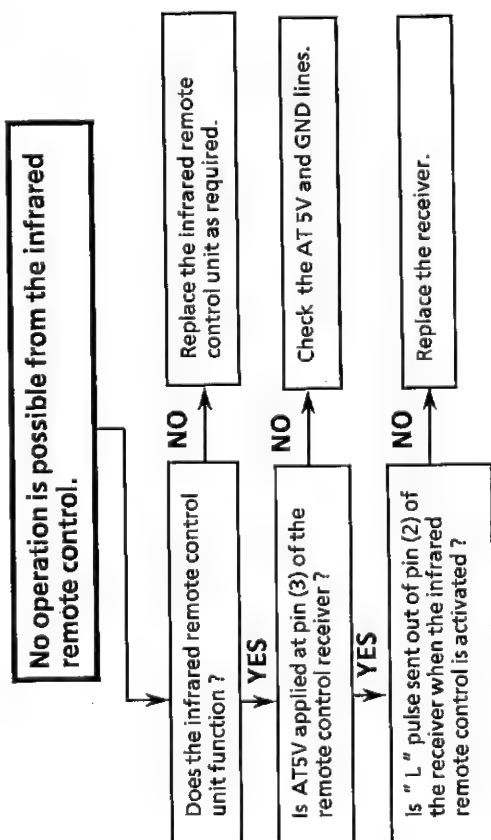 No operation is possible from the infrared
remote control.
Does the infrared remote control
unit function ?
NO
Replace the infrared remote
control unit as required.
YES
Is AT5V applied at pin (3) of the
remote control receiver ?
NO
Check the AT 5V and GND lines.
YES
Is " L " pulse sent out of pin (2) of
the receiver when the infrared
remote control is activated ?
NO
Replace the receiver.